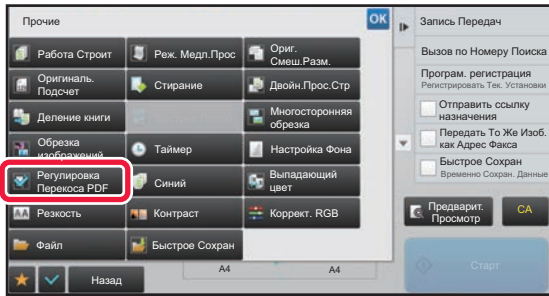 Прочие
OK
Работа Строит
Реж. Медл.Прос
Ориг.
Смеш.Разм.
Оригиналь.
Подсчет
Стирание
Двойн.Прос.Стр
Деление книги
Многосторонняя
обрезка
Обрезка
изображений
Таймер
Настройка Фона
Регулировка
Перекоса PDF
Синий
Выпадающий
цвет
Резкость
Контраст
Коррект. RGB
Файл
Быстрое Сохран
Назад
A4
A4
Запись Передач
Вызов по Номеру Поиска
Програм. регистрация
Регистрировать Тек. Установки
Отправить ссылку
назначения
Передать То Же Изоб.
как Адрес Факса
Быстрое Сохран
Временно Сохран. Данные
Предварит.
Просмотр
CA
Старт